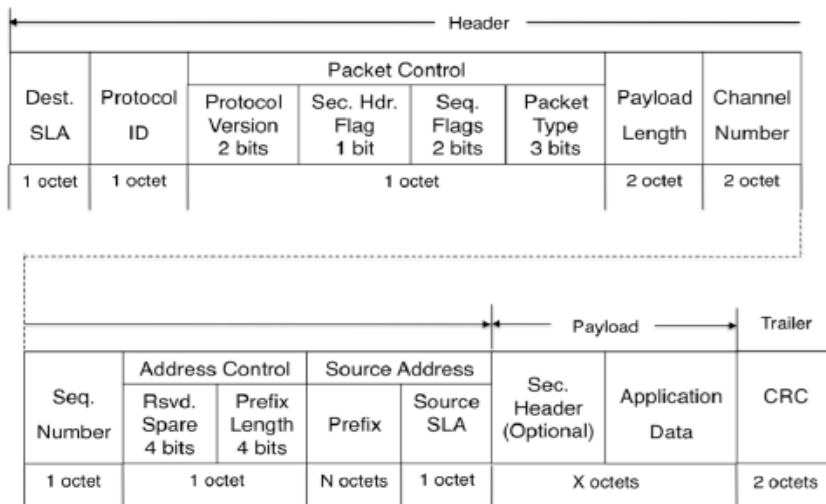 Header
Packet Control
Dest. SLA
Protocol ID
Protocol Version 2 bits
Sec. Hdr. Flag 1 bit
Seq. Flags 2 bits
Packet Type 3 bits
Payload Length
Channel Number
1 octet
1 octet
1 octet
2 octet
2 octet
Payload
Trailer
Address Control
Source Address
Seq. Number
Rsvd. Spare 4 bits
Prefix Length 4 bits
Prefix
Source SLA
Sec. Header (Optional)
Application Data
CRC
1 octet
1 octet
N octets
1 octet
X octets
2 octets